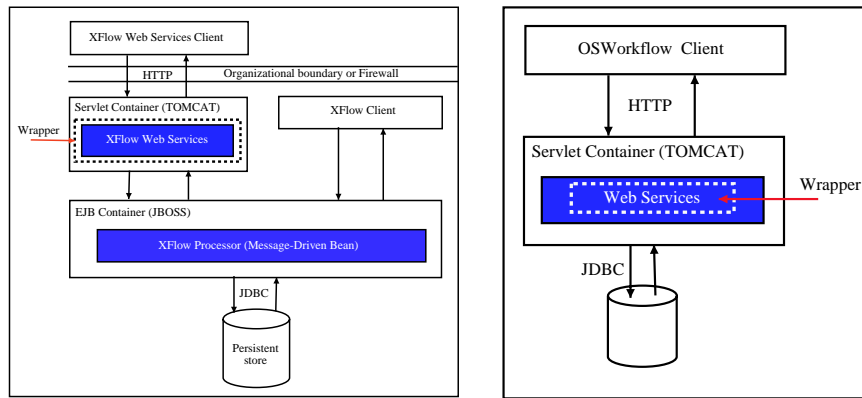 XFlow Web Services Client
HTTP
Organizational boundary or Firewall
Servlet Container (TOMCAT)
XFlow Client
Wrapper
XFlow Web Services
EJB Container (JBOSS)
XFlow Processor (Message-Driven Bean)
JDBC
Persistent
store
OSWorkflow Client
HTTP
Servlet Container (TOMCAT)
Web Services
Wrapper
JDBC